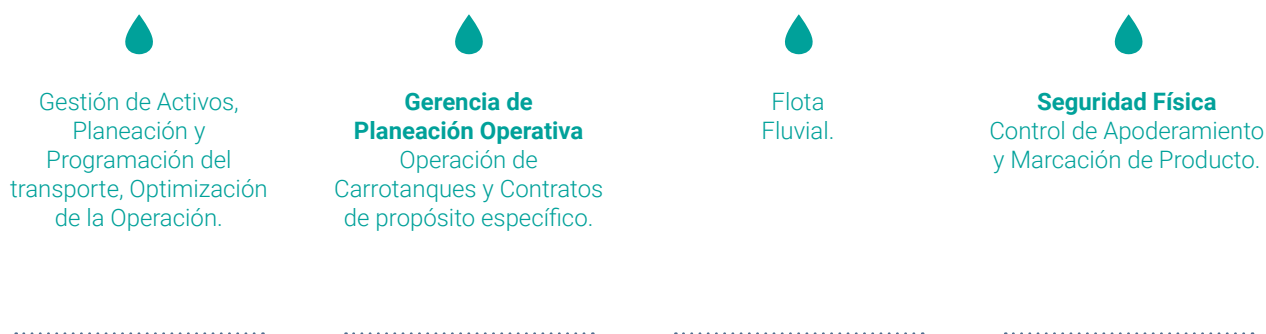 Gestión de Activos,
Planeación y
Programación del
transporte, Optimización
de la Operación.
Gerencia de
Planeación Operativa
Operación de
Carrotanques y Contratos
de propósito específico.
Flota
Fluvial.
Seguridad Física
Control de Apoderamiento
y Marcación de Producto.